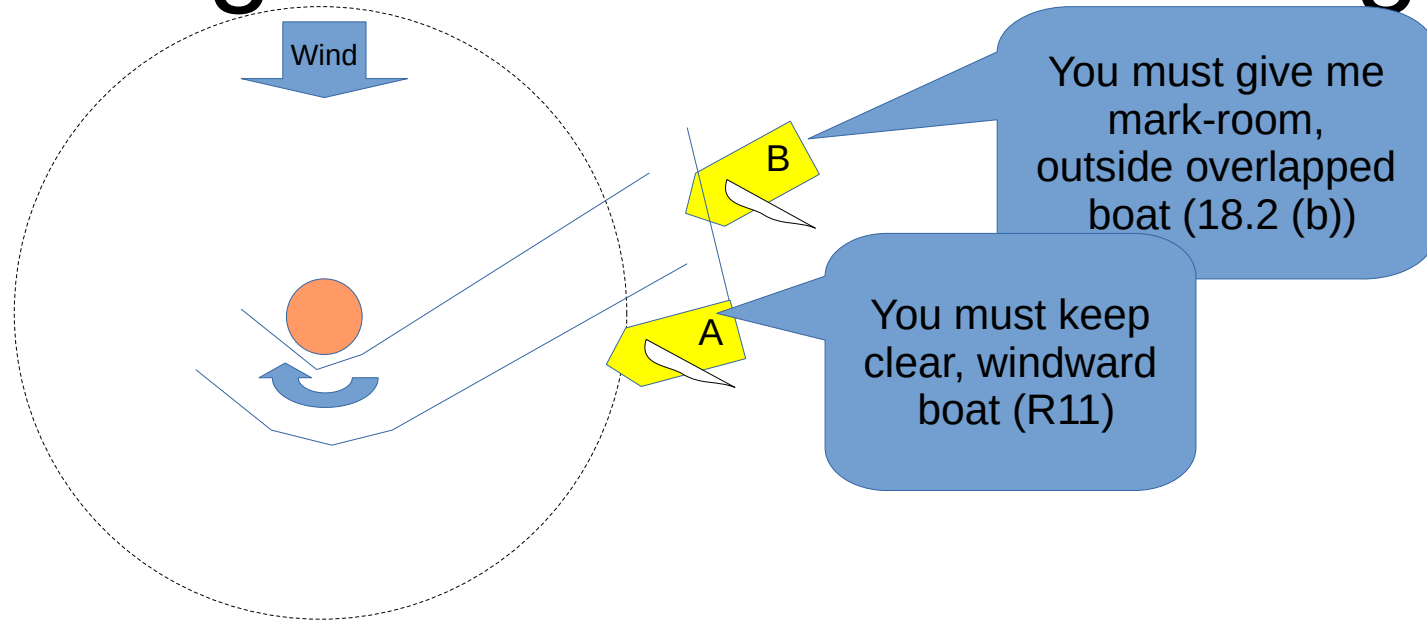 Wind
B
You must give me
mark-room,
outside overlapped
boat (18.2 (b))
A
You must keep
clear, windward
boat (R11)